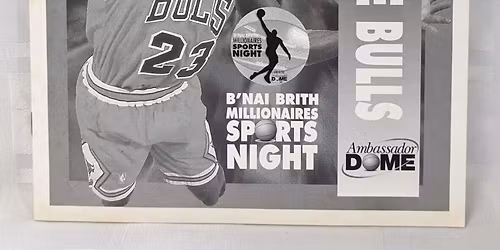 BULLS
23
MILLIONAIRES
SPORTS
NIGHT
DOME
B'NAI BRITH
MILLIONAIRES
SPORTS
NIGHT
E BULLS
Ambassador
DOME